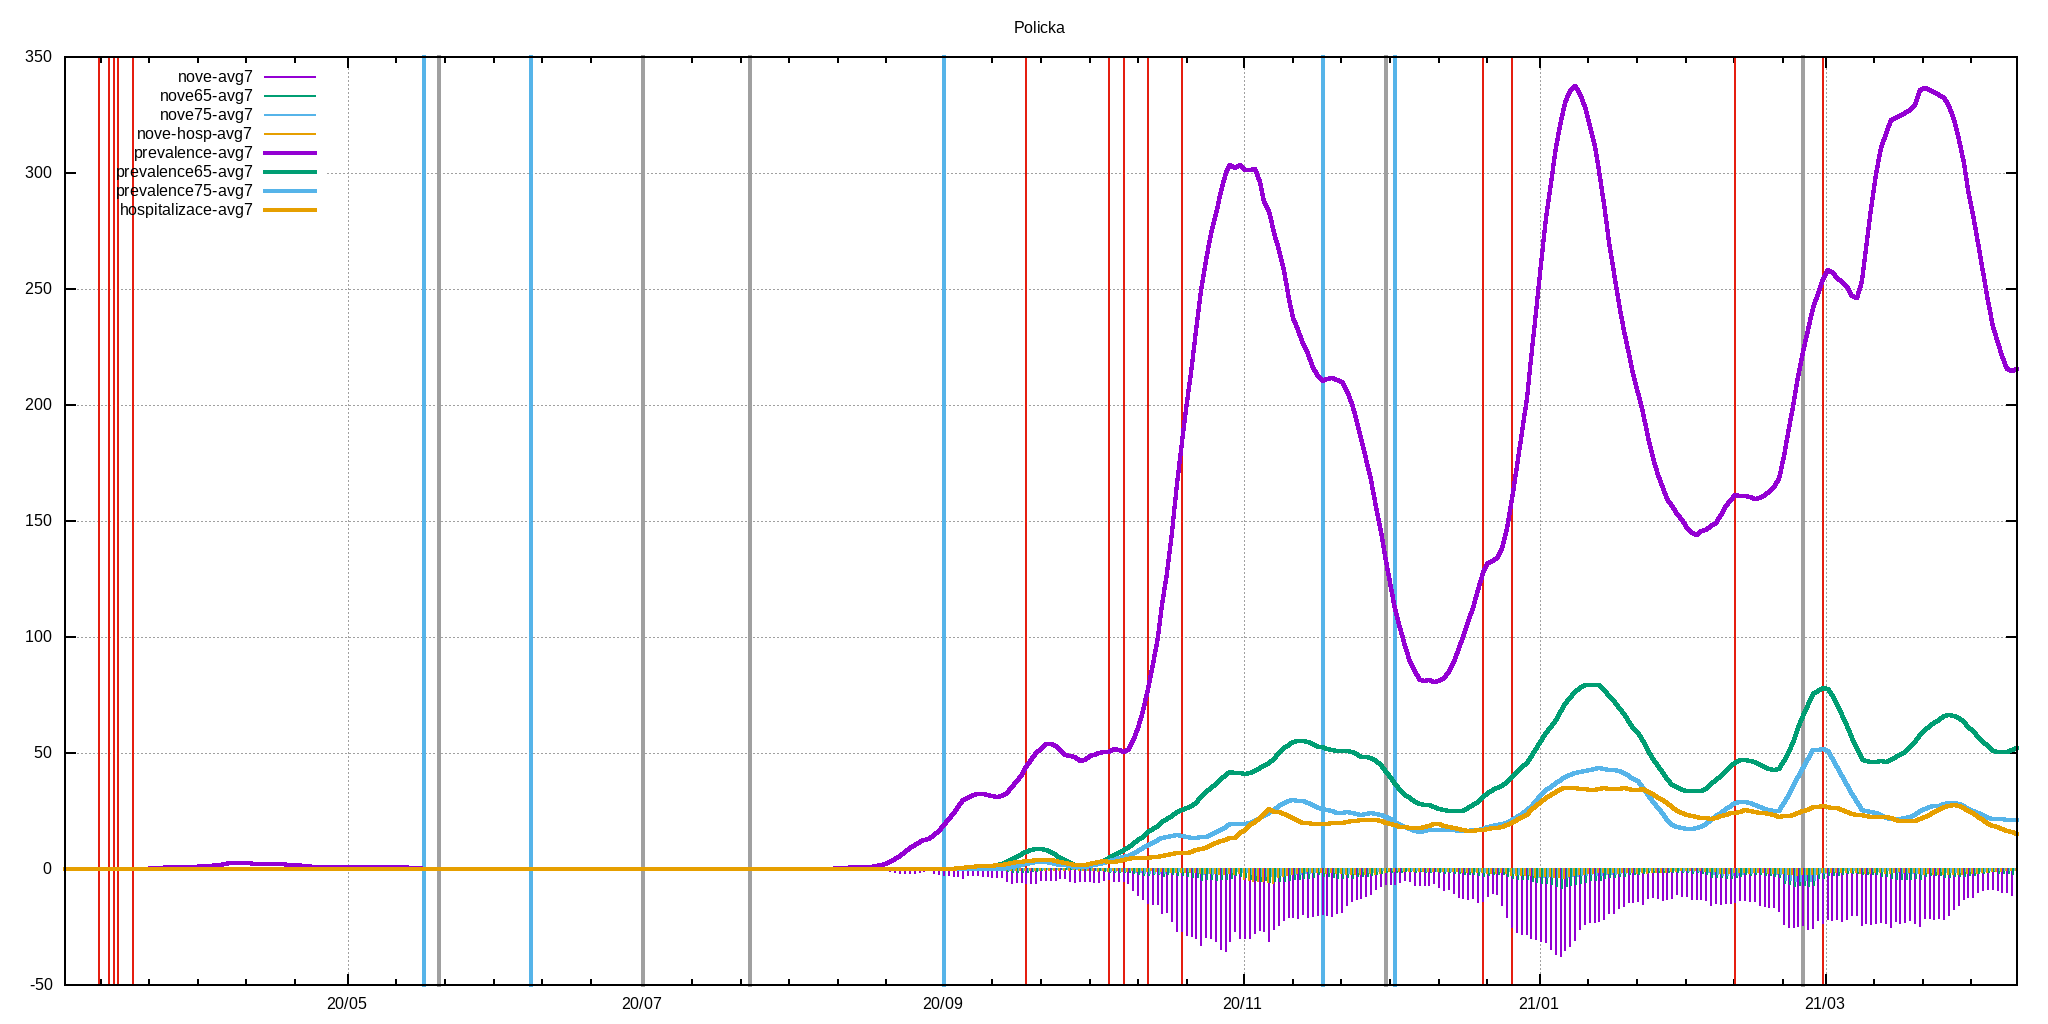 Policka
350
300
250
200
150
100
50
0
-50
nove-avg7
nove65-avg7
nove75-avg7
nove-hosp-avg7
prevalence-avg7
prevalence65-avg7
prevalence75-avg7
hospitalizace-avg7
20/05
20/07
20/09
20/11
21/01
21/03